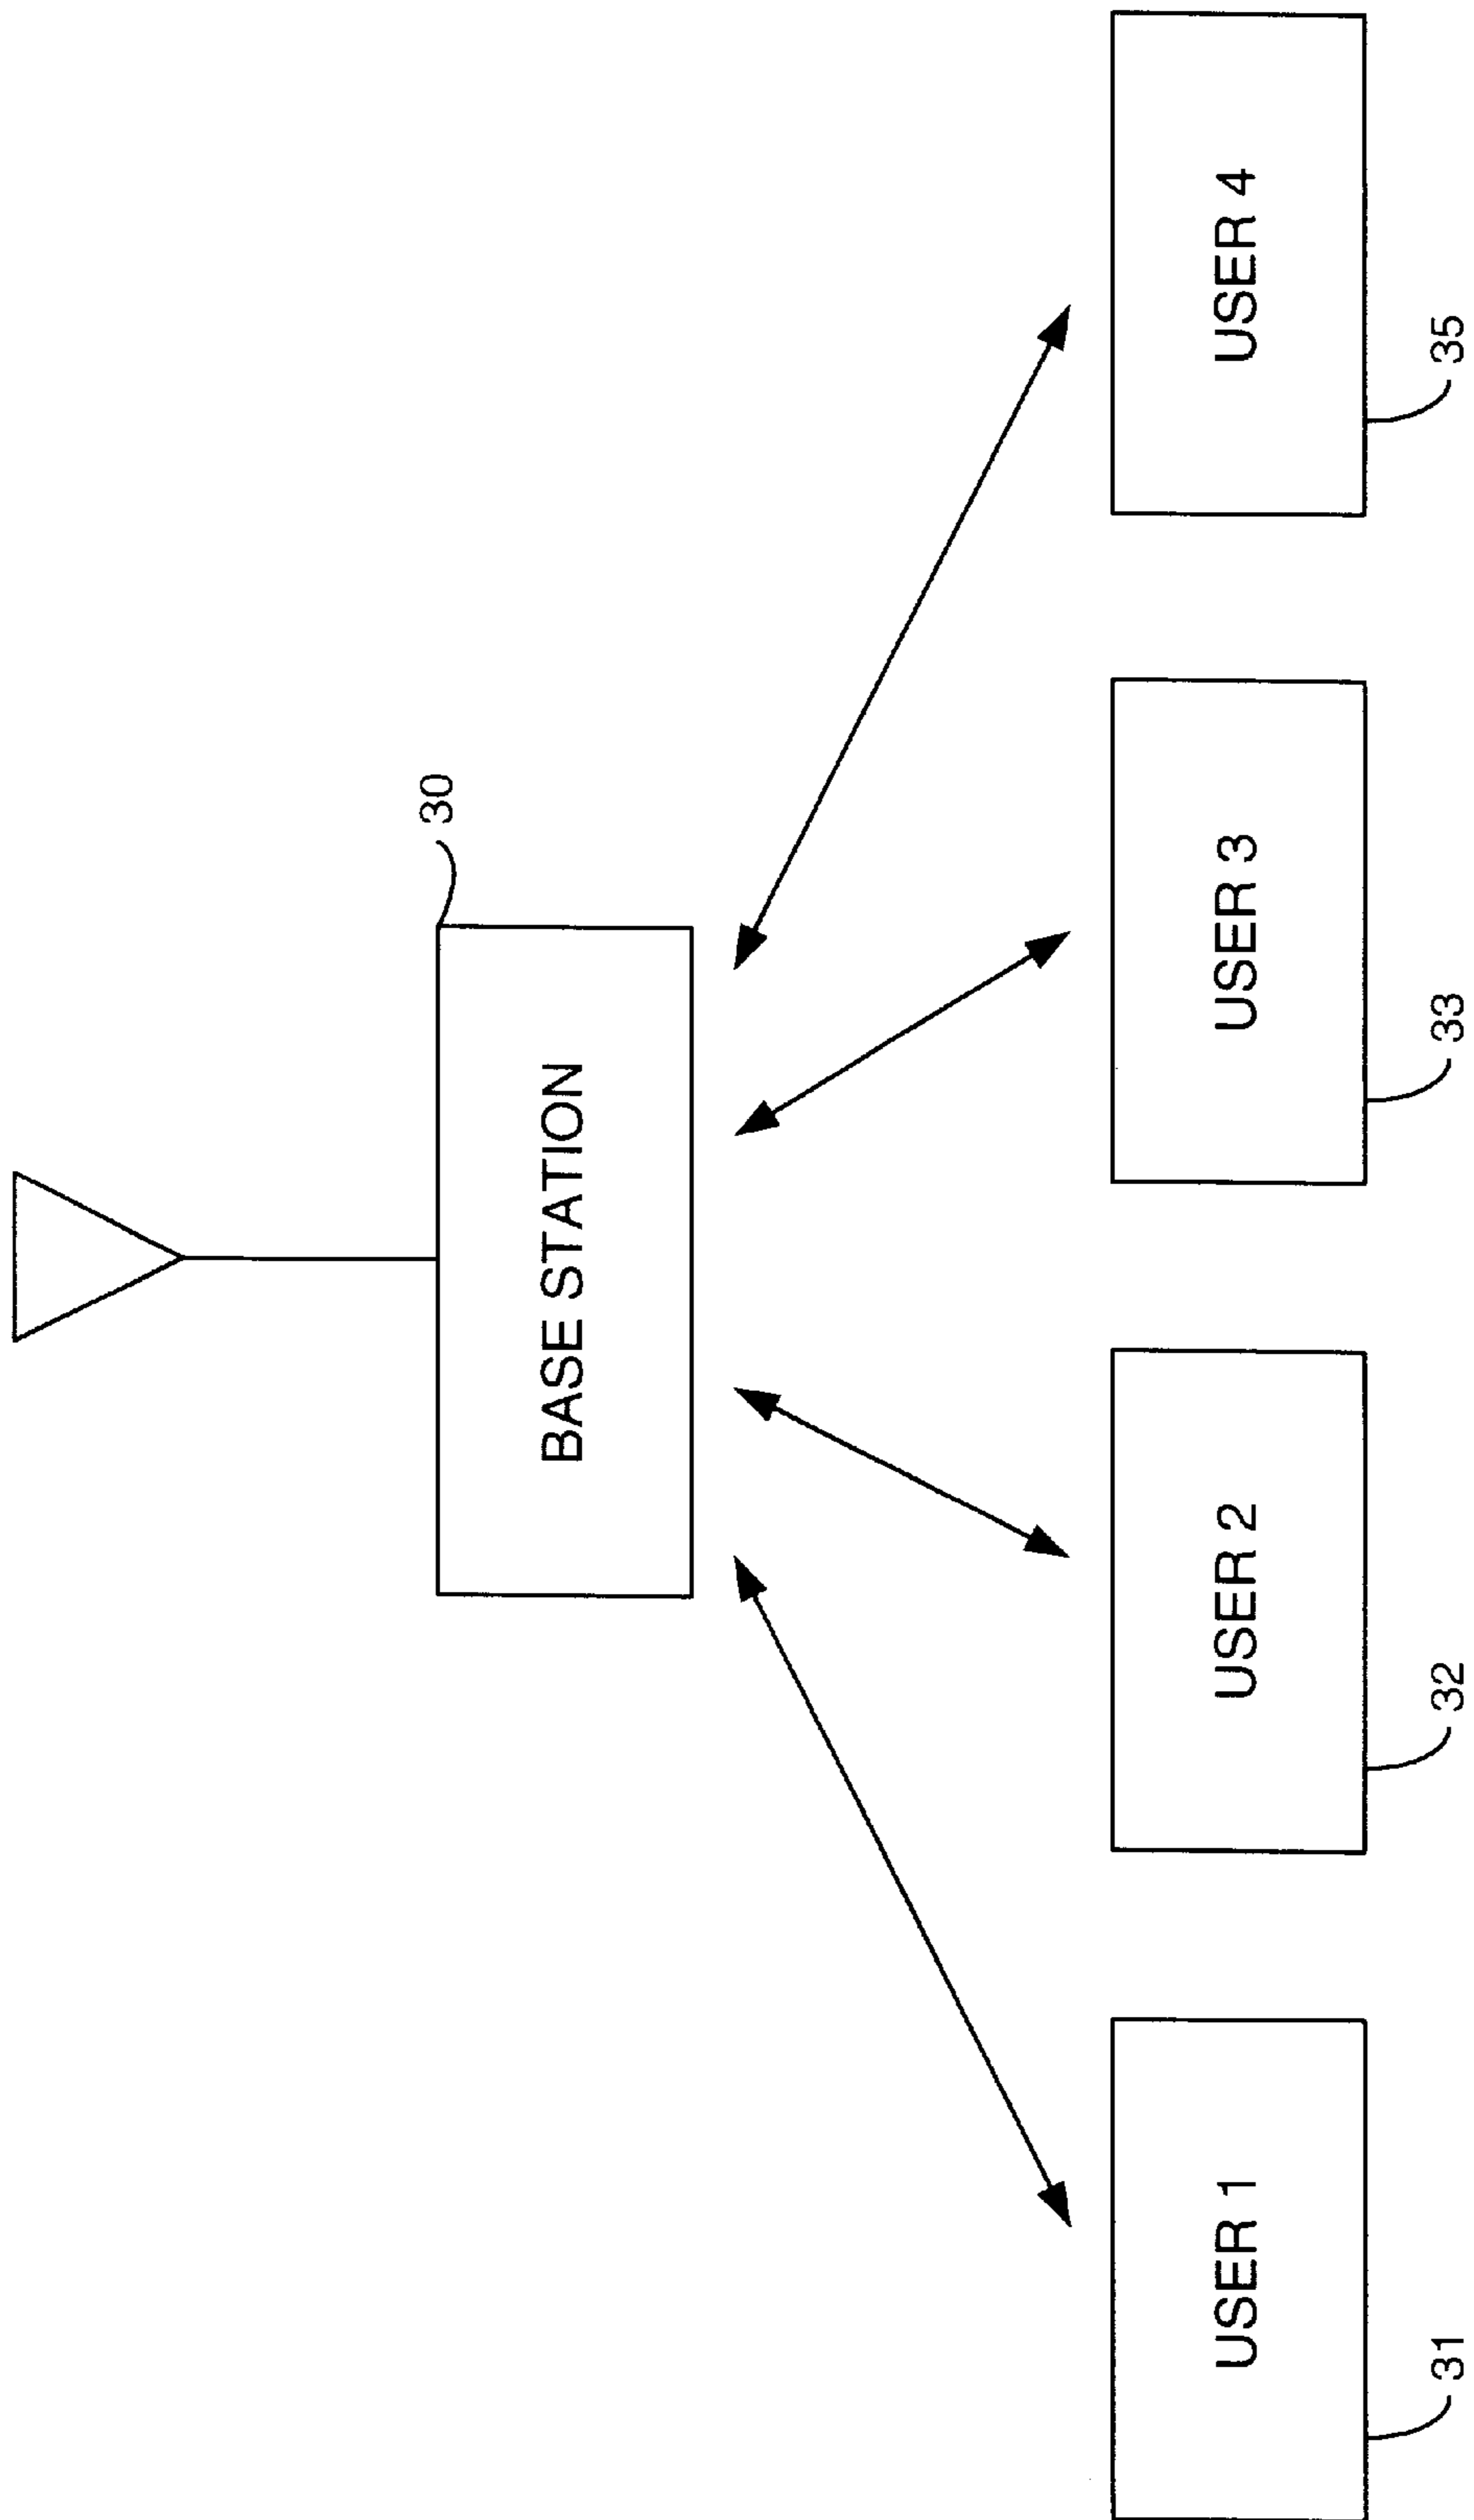 30
BASE STATION
USER 1
USER 2
USER 3
USER 4
31
32
33
35